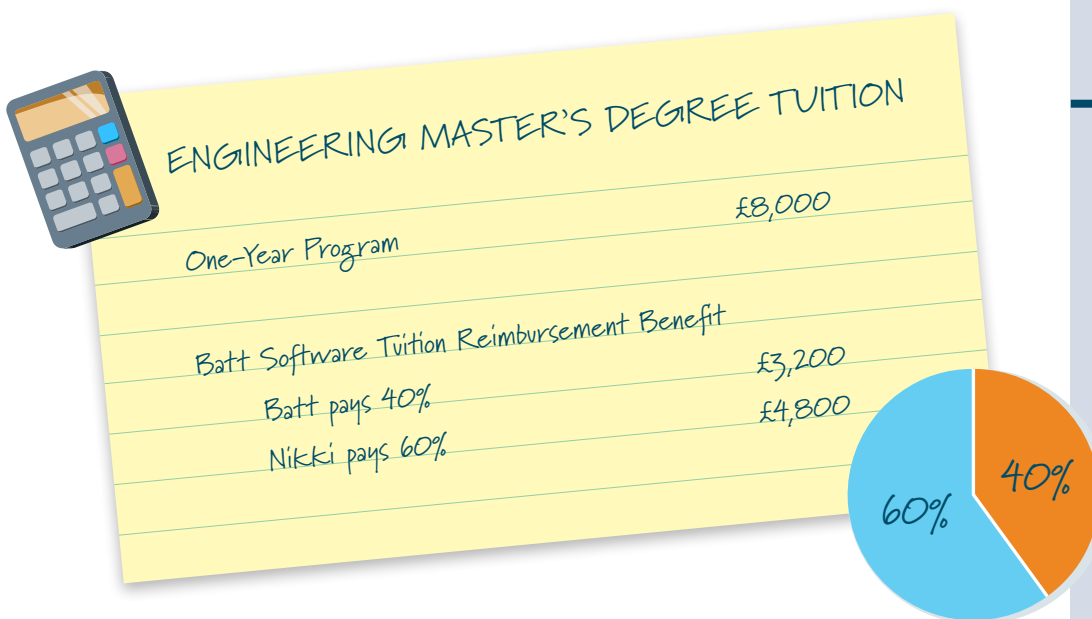 ENGINEERING MASTER'S DEGREE TUITION
One-Year Program £8,000
Batt Software Tuition Reimbursement Benefit
Batt pays 40% £3,200
Nikki pays 60% £4,800
60% 40%